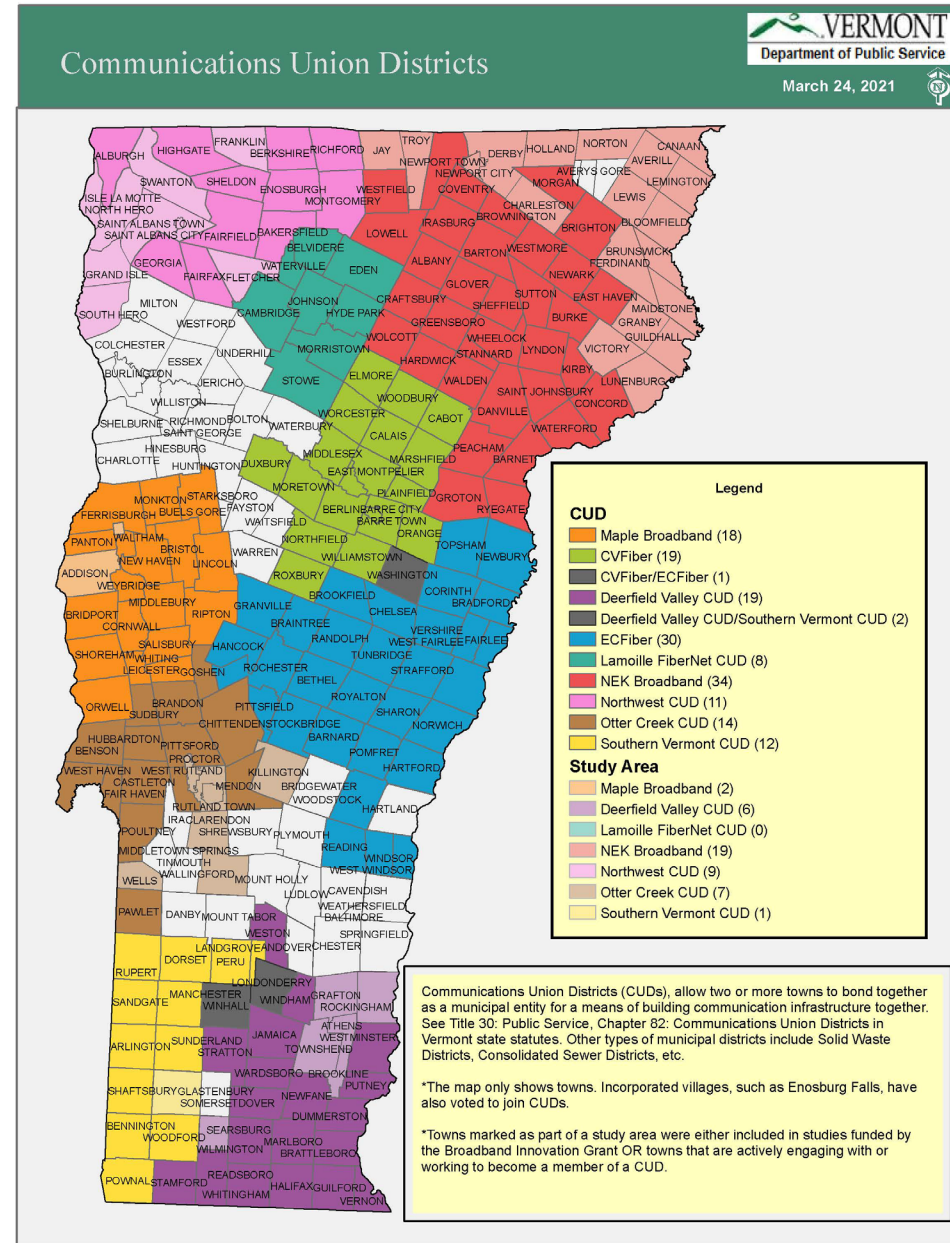 Communications Union Districts
VERMONT
Department of Public Service
March 24, 2021
N
ALBURGH
HIGHGATE
FRANKLIN
BERKSHIRE
RICHFORD
JAY
TROY
NEWPORT TOWN
DERBY
HOLLAND
NORTON
CANAAN
NEWPORT CITY
AVERYS GORE
AVERILL
SWANTON
SHELDON
ENOSBURGH
WESTFIELD
COVENTRY
MORGAN
LEMINGTON
ISLE LA MOTTE
MONTGOMERY
CHARLESTON
LEWIS
NORTH HERO
BROWNINGTON
SAINT ALBANS TOWN
IRASBURG
BRIGHTON
BLOOMFIELD
SAINT ALBANS CITY
FAIRFIELD
BAKERSFIELD
LOWELL
BELVIDERE
WESTMORE
BRUNSWICK
GEORGIA
WATERVILLE
EDEN
ALBANY
BARTON
FERDINAND
GRAND ISLE
FAIRFAX
FLETCHER
NEWARK
GLOVER
SUTTON
MILTON
JOHNSON
CRAFTSBURY
SHEFFIELD
EAST HAVEN
MAIDSTONE
SOUTH HERO
CAMBRIDGE
HYDE PARK
BURKE
GRANBY
WESTFORD
GREENSBORO
GUILDHALL
COLCHESTER
WOLCOTT
WHEELOCK
UNDERHILL
MORRISTOWN
STANNARD
LYNDON
VICTORY
ESSEX
HARDWICK
BURLINGTON
JERICHO
STOWE
ELMORE
WALDEN
KIRBY
LUNENBURG
WILLISTON
WOODBURY
SAINT JOHNSBURY
CONCORD
SHELBURNE
RICHMOND
BOLTON
WORCESTER
CABOT
DANVILLE
SAINT GEORGE
WATERBURY
CALAIS
WATERFORD
HINESBURG
MIDDLESEX
PEACHAM
CHARLOTTE
HUNTINGTON
DUXBURY
MARSHFIELD
BARNET
EAST MONTPELIER
MORETOWN
PLAINFIELD
GROTON
MONKTON
STARKSBORO
BERLIN
BARRE CITY
RYEGATE
FERRISBURGH
BUELS GORE
FAYSTON
BARRE TOWN
WAITSFIELD
ORANGE
PANTON
WALTHAM
NORTHFIELD
TOPSHAM
BRISTOL
WARREN
WILLIAMSTOWN
NEWBURY
ADDISON
NEW HAVEN
LINCOLN
ROXBURY
WASHINGTON
WEYBRIDGE
BROOKFIELD
CORINTH
MIDDLEBURY
GRANVILLE
CHELSEA
BRADFORD
BRIDPORT
RIPTON
BRAINTREE
CORNWALL
RANDOLPH
VERSHIRE
SALISBURY
HANCOCK
WEST FAIRLEE
FAIRLEE
SHOREHAM
WHITING
TUNBRIDGE
LEICESTER
GOSHEN
ROCHESTER
STRAFFORD
BETHEL
ORWELL
BRANDON
PITTSFIELD
ROYALTON
SUDBURY
SHARON
CHITTENDEN
STOCKBRIDGE
NORWICH
HUBBARDTON
BARNARD
BENSON
PITTSFORD
POMFRET
PROCTOR
HARTFORD
WEST HAVEN
WEST RUTLAND
KILLINGTON
CASTLETON
MENDON
BRIDGEWATER
FAIR HAVEN
WOODSTOCK
RUTLAND TOWN
HARTLAND
IRA
CLARENDON
POULTNEY
SHREWSBURY
PLYMOUTH
READING
WINDSOR
MIDDLETOWN SPRINGS
WEST WINDSOR
TINMOUTH
WALLINGFORD
WELLS
MOUNT HOLLY
CAVENDISH
LUDLOW
WEATHERSFIELD
PAWLET
DANBY
MOUNT TABOR
BALTIMORE
WESTON
SPRINGFIELD
LANDGROVE
ANDOVER
CHESTER
DORSET
PERU
RUPERT
LONDONDERRY
MANCHESTER
WINDHAM
GRAFTON
SANDGATE
WINHALL
ROCKINGHAM
ATHENS
SUNDERLAND
JAMAICA
WESTMINSTER
ARLINGTON
STRATTON
TOWNSHEND
WARDSBORO
BROOKLINE
SHAFTSBURY
GLASTENBURY
PUTNEY
SOMERSET
DOVER
NEWFANE
DUMMERSTON
BENNINGTON
SEARSBURG
WOODFORD
MARLBORO
WILMINGTON
BRATTLEBORO
POWNAL
STAMFORD
READSBORO
HALIFAX
GUILFORD
WHITINGHAM
VERNON
Legend
CUD
Maple Broadband (18)
CVFiber (19)
CVFiber/ECFiber (1)
Deerfield Valley CUD (19)
Deerfield Valley CUD/Southern Vermont CUD (2)
ECFiber (30)
Lamoille FiberNet CUD (8)
NEK Broadband (34)
Northwest CUD (11)
Otter Creek CUD (14)
Southern Vermont CUD (12)
Study Area
Maple Broadband (2)
Deerfield Valley CUD (6)
Lamoille FiberNet CUD (0)
NEK Broadband (19)
Northwest CUD (9)
Otter Creek CUD (7)
Southern Vermont CUD (1)
Communications Union Districts (CUDs), allow two or more towns to bond together
as a municipal entity for a means of building communication infrastructure together.
See Title 30: Public Service, Chapter 82: Communications Union Districts in
Vermont state statutes. Other types of municipal districts include Solid Waste
Districts, Consolidated Sewer Districts, etc.
*The map only shows towns. Incorporated villages, such as Enosburg Falls, have
also voted to join CUDs.
*Towns marked as part of a study area were either included in studies funded by
the Broadband Innovation Grant OR towns that are actively engaging with or
working to become a member of a CUD.